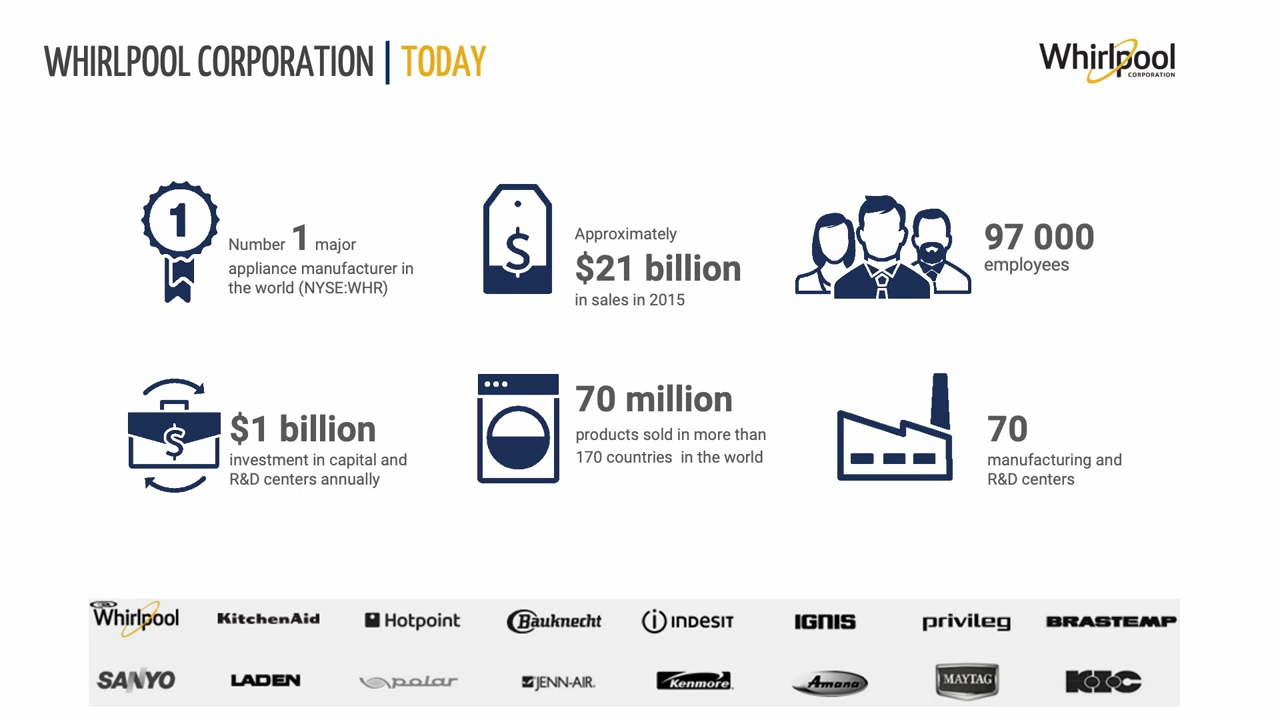 WHIRLPOOL CORPORATION | TODAY
Whirlpool
CORPORATION
1
Number 1 major
appliance manufacturer in
the world (NYSE:WHR)
$
Approximately
$21 billion
in sales in 2015
97 000
employees
$
$1 billion
investment in capital and
R&D centers annually
70 million
products sold in more than
170 countries in the world
70
manufacturing and
R&D centers
Whirlpool KitchenAid Hotpoint Bauknecht INDESIT IGNIS privileg BRASTEMP
SANYO LADEN polar JENN-AIR. Kenmore Amana MAYTAG KIC